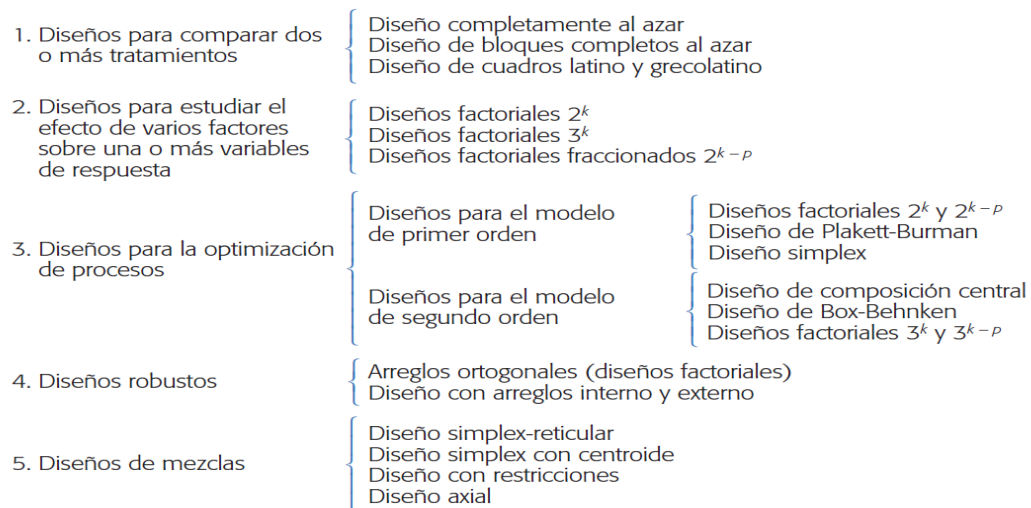 1. Diseños para comparar dos
o más tratamientos
Diseño completamente al azar
Diseño de bloques completos al azar
Diseño de cuadros latino y grecolatino
2. Diseños para estudiar el
efecto de varios factores
sobre una o más variables
de respuesta
Diseños factoriales 2^k
Diseños factoriales 3^k
Diseños factoriales fraccionados 2^{k – p}
3. Diseños para la optimización
de procesos
Diseños para el modelo
de primer orden
Diseños factoriales 2^k y 2^{k – p}
Diseño de Plakett-Burman
Diseño simplex
Diseños para el modelo
de segundo orden
Diseño de composición central
Diseño de Box-Behnken
Diseños factoriales 3^k y 3^{k – p}
4. Diseños robustos
Arreglos ortogonales (diseños factoriales)
Diseño con arreglos interno y externo
5. Diseños de mezclas
Diseño simplex-reticular
Diseño simplex con centroide
Diseño con restricciones
Diseño axial